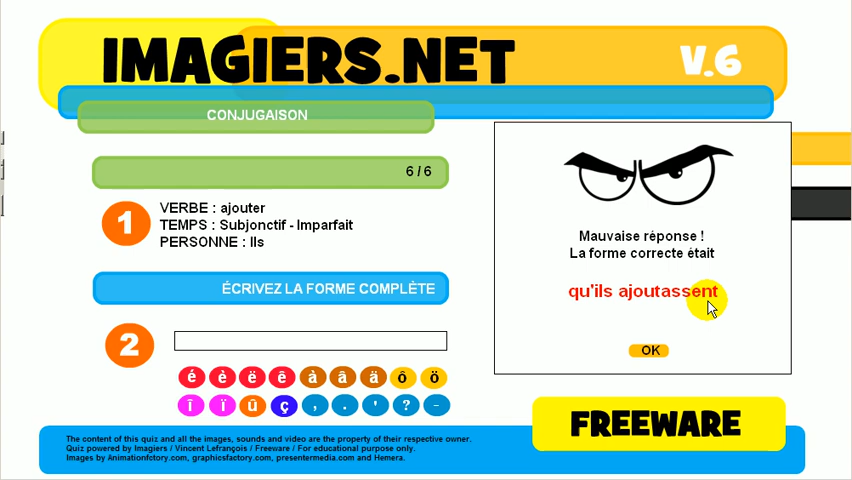 IMAGIERS.NET
V.6
CONJUGAISON
6 / 6
1
VERBE : ajouter
TEMPS : Subjonctif - Imparfait
PERSONNE : Ils
ÉCRIVEZ LA FORME COMPLÈTE
2
é è ë ê à â ä ô ö
î ï û ç , . ' ? -
Mauvaise réponse !
La forme correcte était
qu'ils ajoutassent
OK
FREEWARE
The content of this quiz and all the images, sounds and video are the property of their respective owner.
Quiz powered by Imagiers / Vincent Lefrançois / Freeware / For educational purpose only.
Images by Animationfctory.com, graphicsfactory.com, presentermedia.com and Hemera.